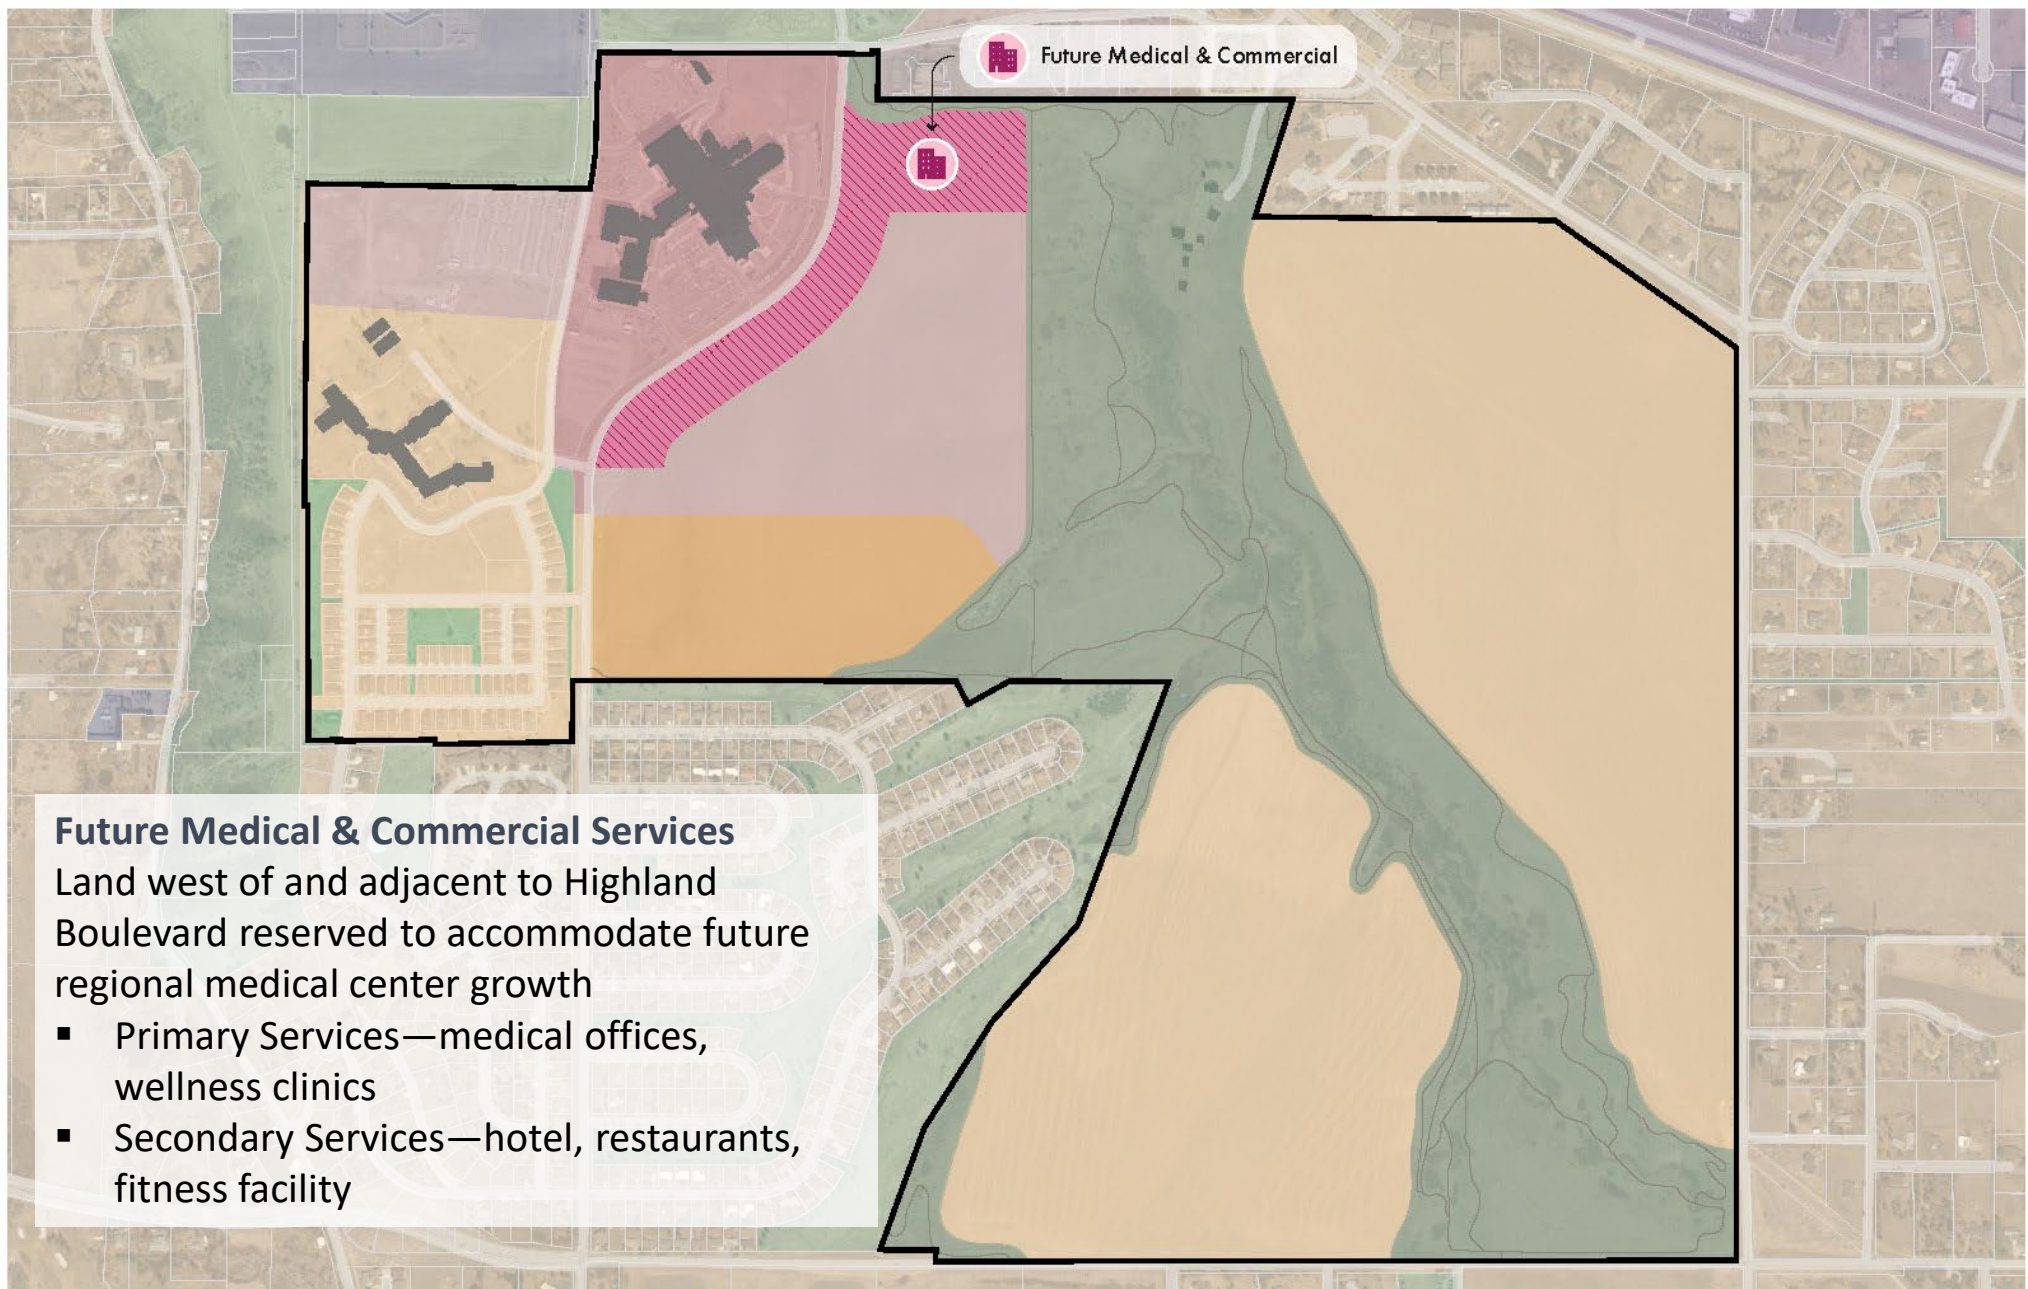 Future Medical & Commercial
Future Medical & Commercial Services
Land west of and adjacent to Highland
Boulevard reserved to accommodate future
regional medical center growth
▪ Primary Services—medical offices,
wellness clinics
▪ Secondary Services—hotel, restaurants,
fitness facility